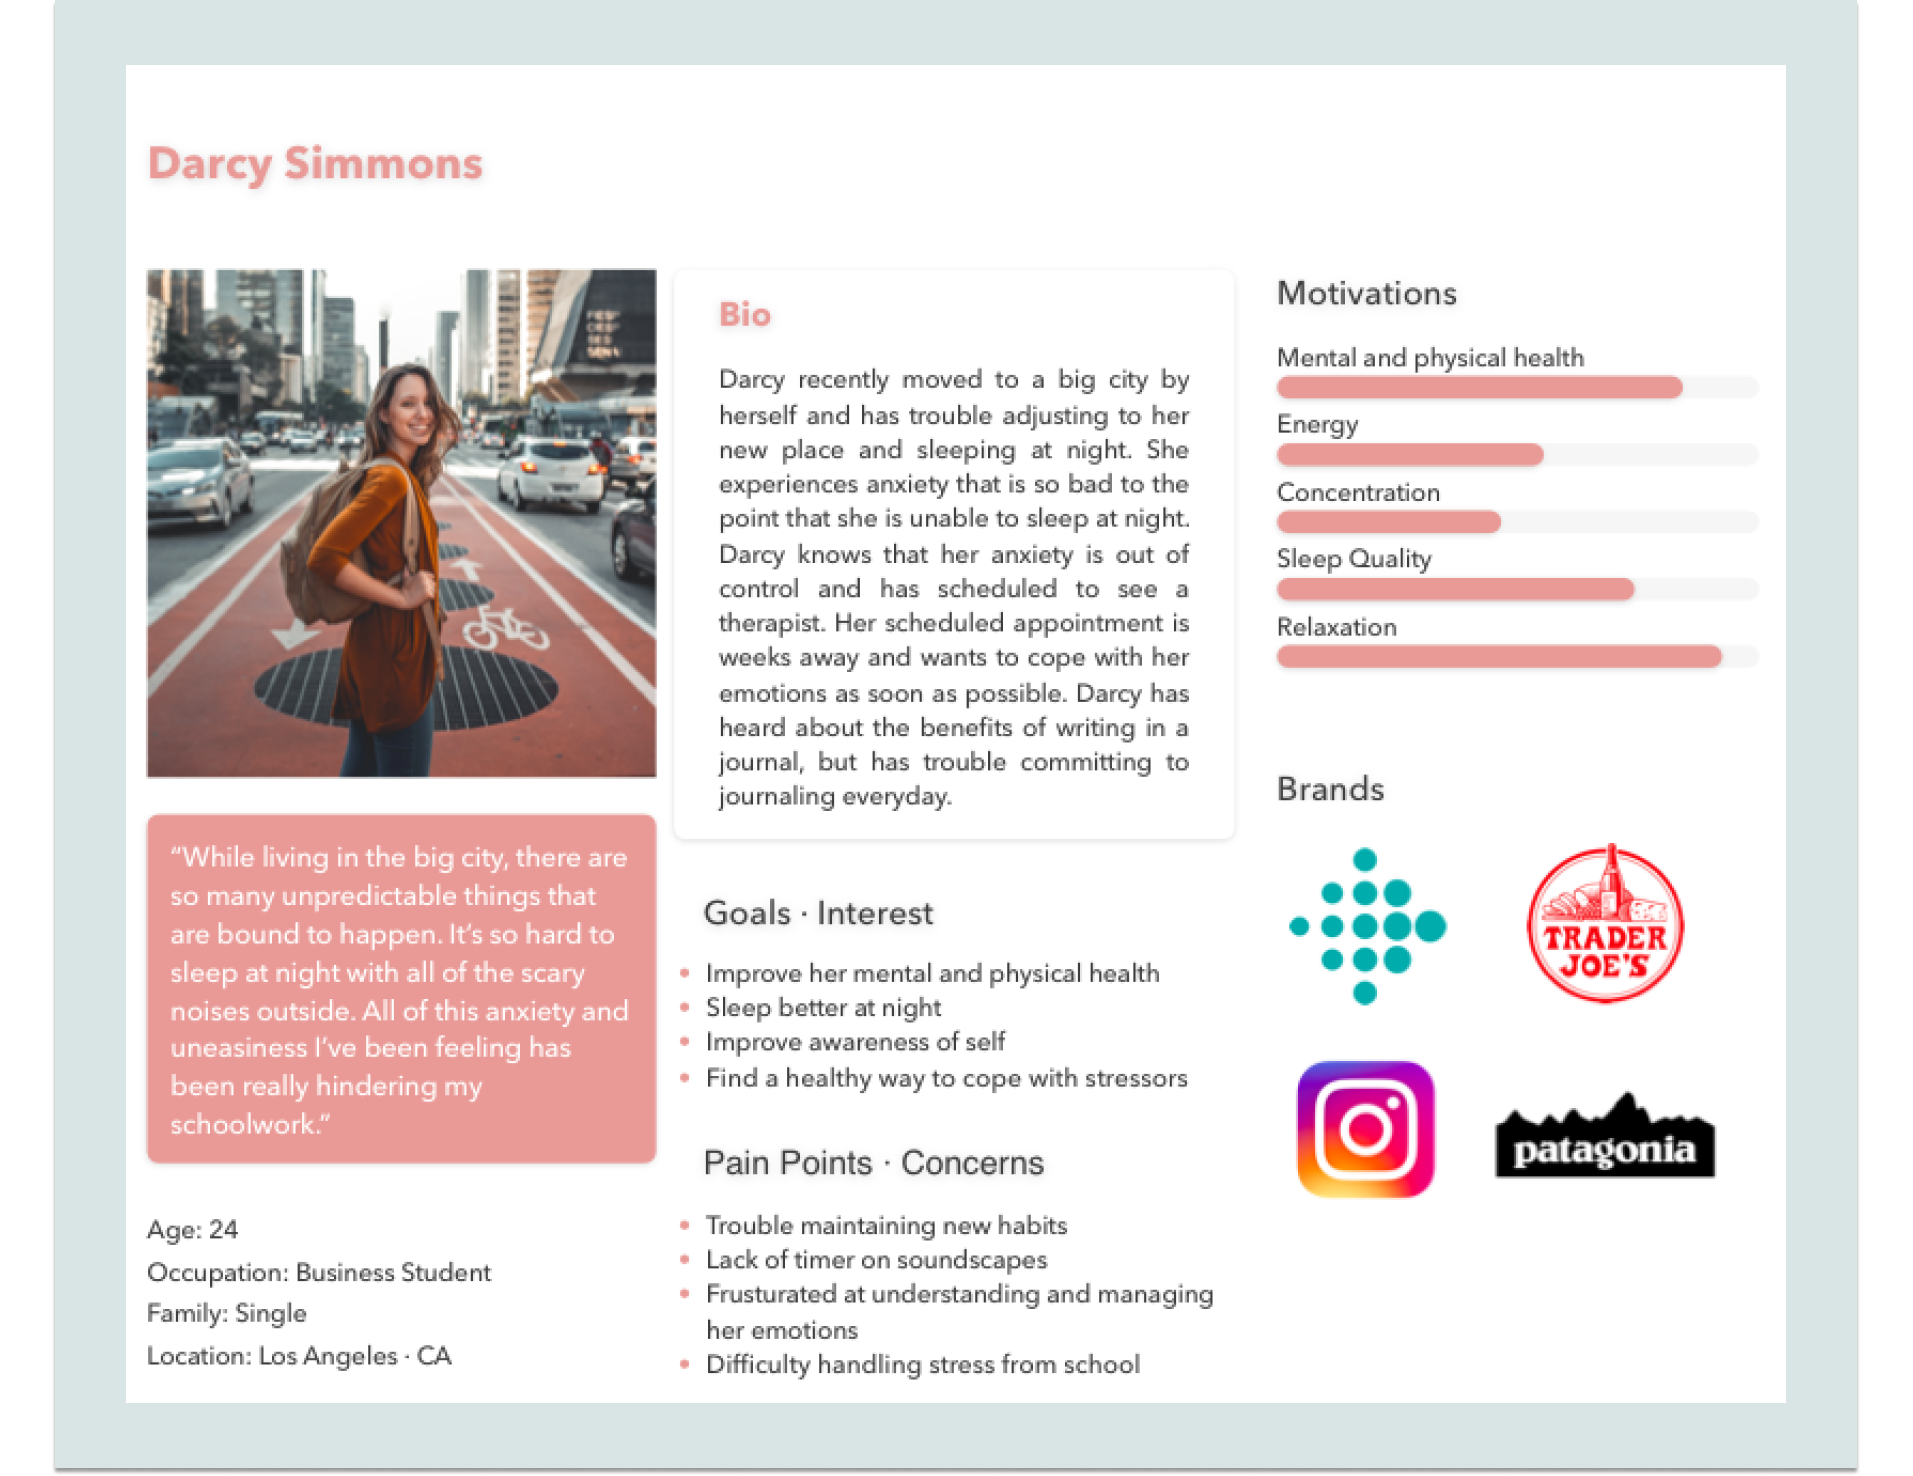 Darcy Simmons
“While living in the big city, there are
so many unpredictable things that
are bound to happen. It’s so hard to
sleep at night with all of the scary
noises outside. All of this anxiety and
uneasiness I’ve been feeling has
been really hindering my
schoolwork.”
Age: 24
Occupation: Business Student
Family: Single
Location: Los Angeles · CA
Bio
Darcy recently moved to a big city by
herself and has trouble adjusting to her
new place and sleeping at night. She
experiences anxiety that is so bad to the
point that she is unable to sleep at night.
Darcy knows that her anxiety is out of
control and has scheduled to see a
therapist. Her scheduled appointment is
weeks away and wants to cope with her
emotions as soon as possible. Darcy has
heard about the benefits of writing in a
journal, but has trouble committing to
journaling everyday.
Goals · Interest
• Improve her mental and physical health
• Sleep better at night
• Improve awareness of self
• Find a healthy way to cope with stressors
Pain Points · Concerns
• Trouble maintaining new habits
• Lack of timer on soundscapes
• Frusturated at understanding and managing
her emotions
• Difficulty handling stress from school
Motivations
Mental and physical health
Energy
Concentration
Sleep Quality
Relaxation
Brands
TRADER
JOE'S
patagonia